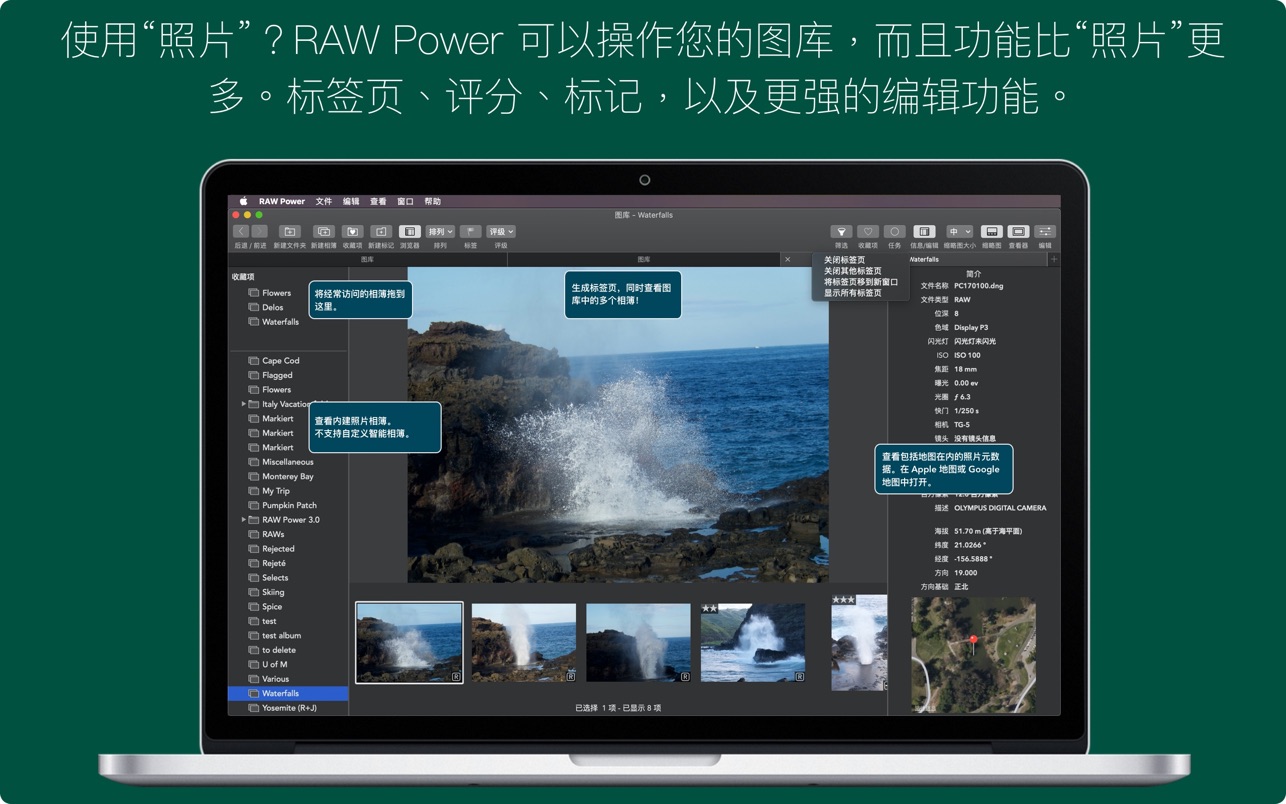 使用“照片”？RAW Power 可以操作您的图库，而且功能比“照片”更
多。标签页、评分、标记，以及更强的编辑功能。
RAW Power 文件 编辑 查看 窗口 帮助
图库 - Waterfalls
排列 评级 中
后退 / 前进 新建文件夹 新建相簿 收藏项 新建标记 浏览器 排列 标签 评级 筛选 收藏项 任务 信息/编辑 缩略图大小 缩略图 查看器 编辑
图库 图库 Waterfalls
关闭标签页
关闭其他标签页
将标签页移到新窗口
显示所有标签页
收藏项
Flowers
Delos
Waterfalls
将经常访问的相簿拖到
这里。
生成标签页，同时查看图
库中的多个相簿！
Cape Cod
Flagged
Flowers
Italy Vacation
Markiert
Markiert
Markiert
Miscellaneous
Monterey Bay
My Trip
Pumpkin Patch
RAW Power 3.0
RAWs
Rejected
Rejeté
Selects
Skiing
Spice
test
test album
to delete
U of M
Various
Waterfalls
Yosemite (R+J)
查看内建照片相簿。
不支持自定义智能相簿。
简介
文件名称 PC170100.dng
文件类型 RAW
位深 8
色域 Display P3
闪光灯 闪光灯未闪光
ISO ISO 100
焦距 18 mm
曝光 0.00 ev
光圈 ƒ 6.3
快门 1/250 s
相机 TG-5
镜头 没有镜头信息
查看包括地图在内的照片元数
据。在 Apple 地图或 Google
地图中打开。
描述 OLYMPUS DIGITAL CAMERA
海拔 51.70 m (高于海平面)
纬度 21.0266 °
经度 -156.5888 °
方向 19.000
方向基础 正北
R R R R
已选择 1 项 - 已显示 8 项